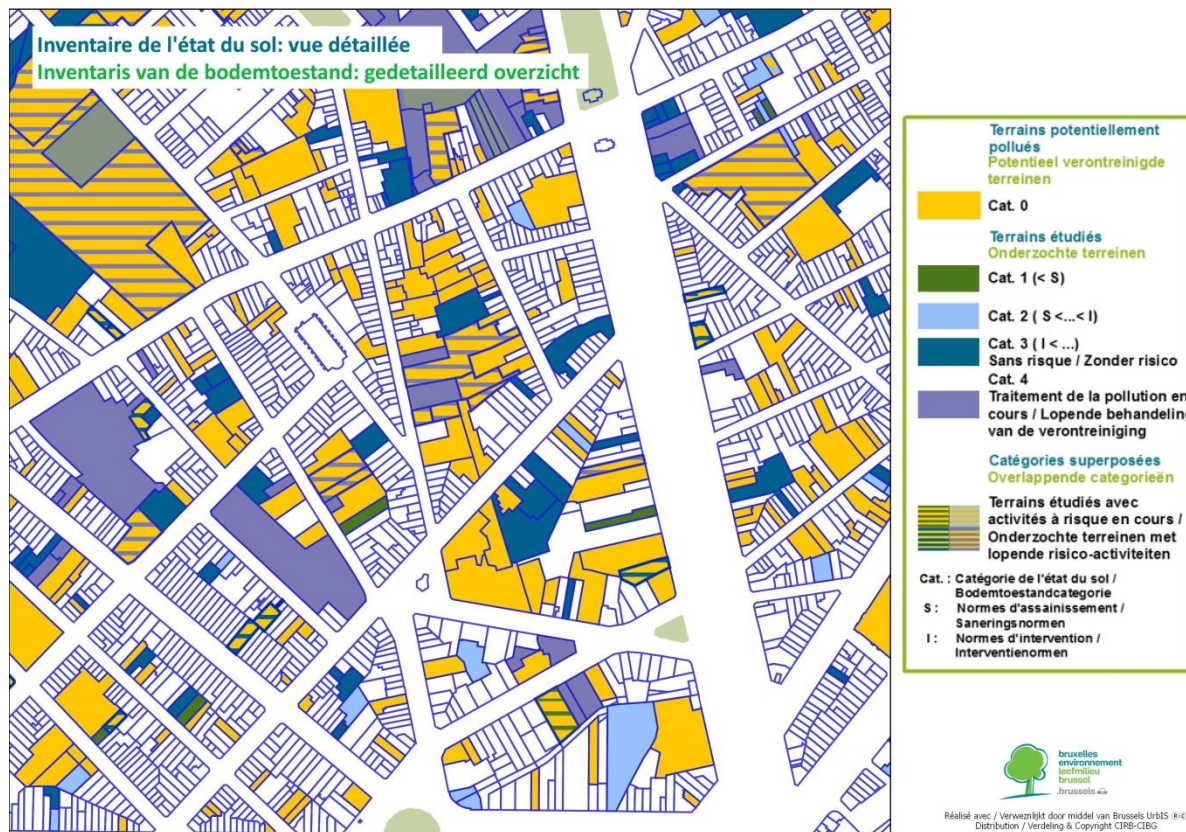 Inventaire de l'état du sol: vue détaillée
Inventaris van de bodemtoestand: gedetailleerd overzicht
Terrains potentiellement
pollués
Potentieel verontreinigde
terreinen
Cat. 0
Terrains étudiés
Onderzochte terreinen
Cat. 1 (< S)
Cat. 2 ( S <...< I)
Cat. 3 ( I < ...)
Sans risque / Zonder risico
Cat. 4
Traitement de la pollution en
cours / Lopende behandeling
van de verontreiniging
Catégories superposées
Overlappende categorieën
Terrains étudiés avec
activités à risque en cours /
Onderzochte terreinen met
lopende risico-activiteiten
Cat. : Catégorie de l'état du sol /
Bodemtoestandcategorie
S : Normes d'assainissement /
Saneringsnormen
I : Normes d'intervention /
Interventienormen
bruxelles
environnement
leefmilieu
brussel
.brussels
Réalisé avec / Verweznlijkt door middel van Brussels UrbIS
Distribution / Verdeling & Copyright CIRB-CIBG